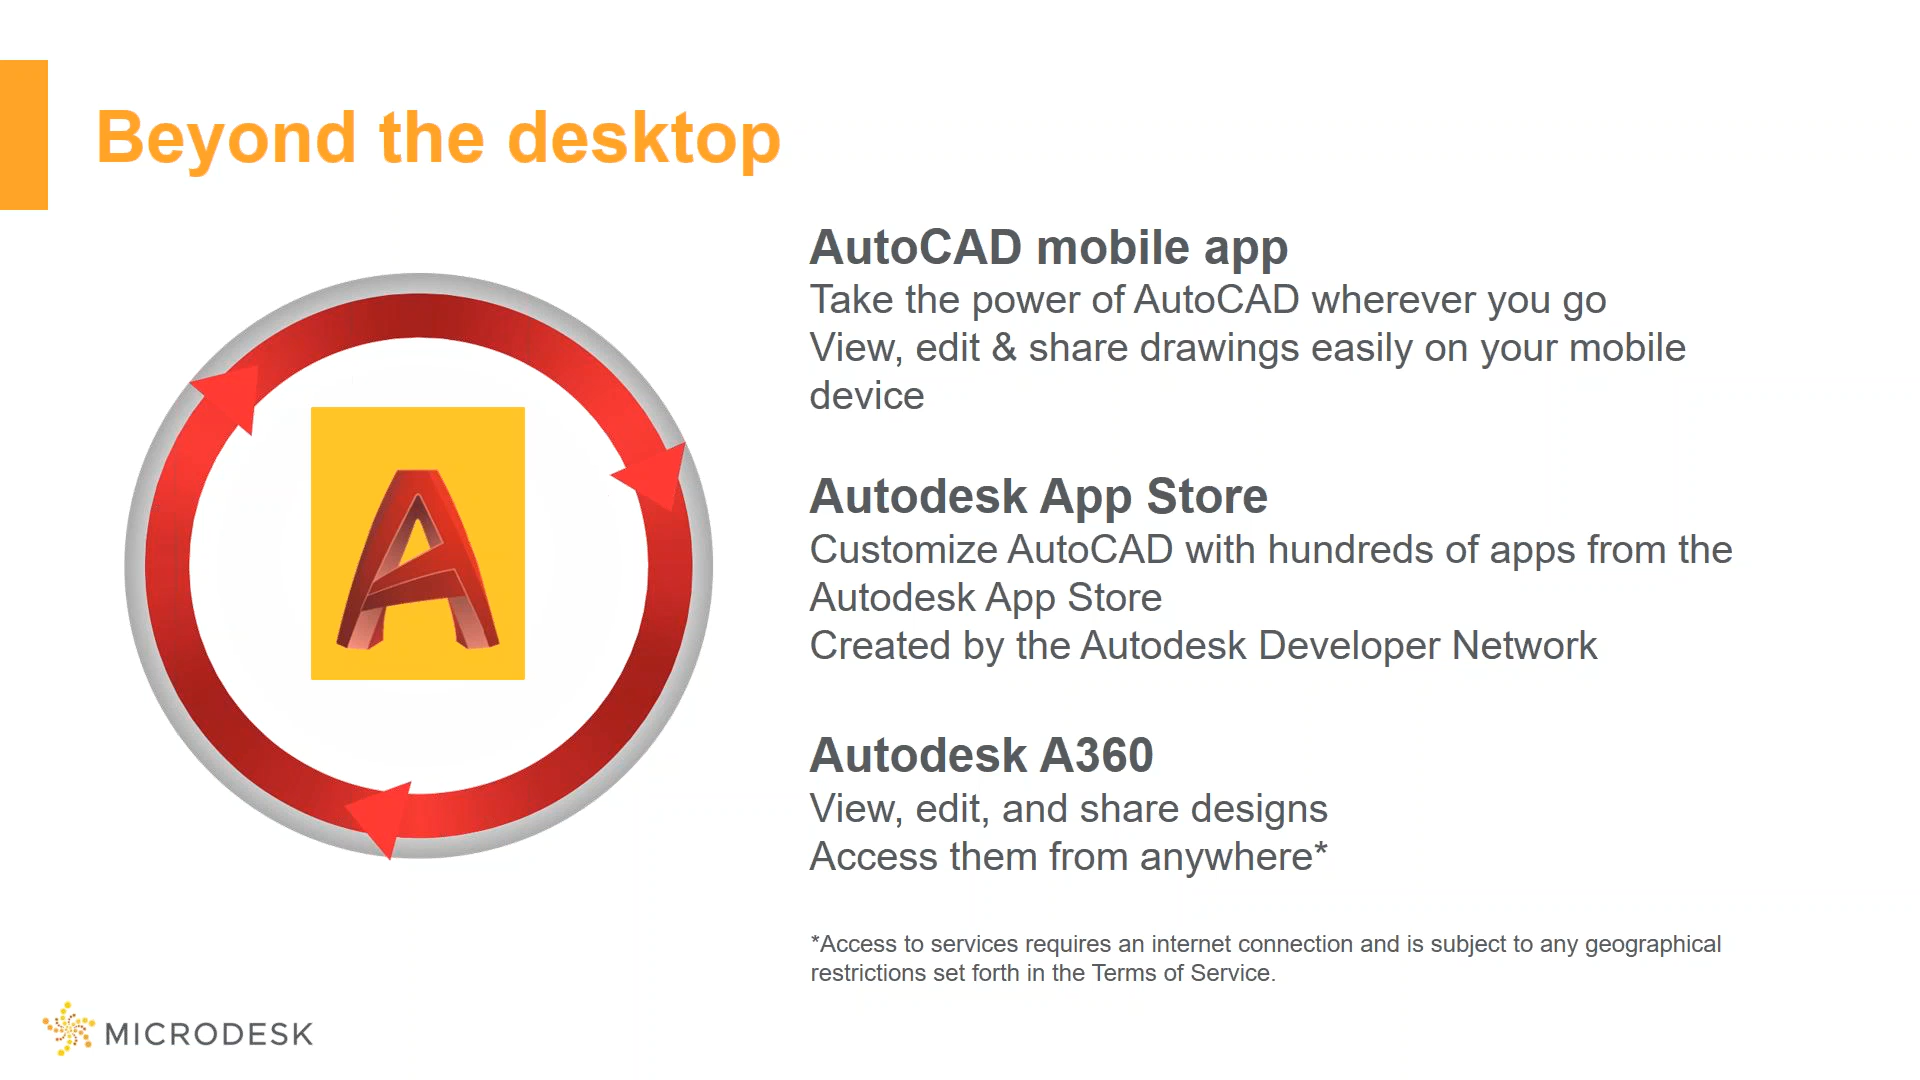 Beyond the desktop
AutoCAD mobile app
Take the power of AutoCAD wherever you go
View, edit & share drawings easily on your mobile
device
Autodesk App Store
Customize AutoCAD with hundreds of apps from the
Autodesk App Store
Created by the Autodesk Developer Network
Autodesk A360
View, edit, and share designs
Access them from anywhere*
*Access to services requires an internet connection and is subject to any geographical
restrictions set forth in the Terms of Service.
MICRODESK